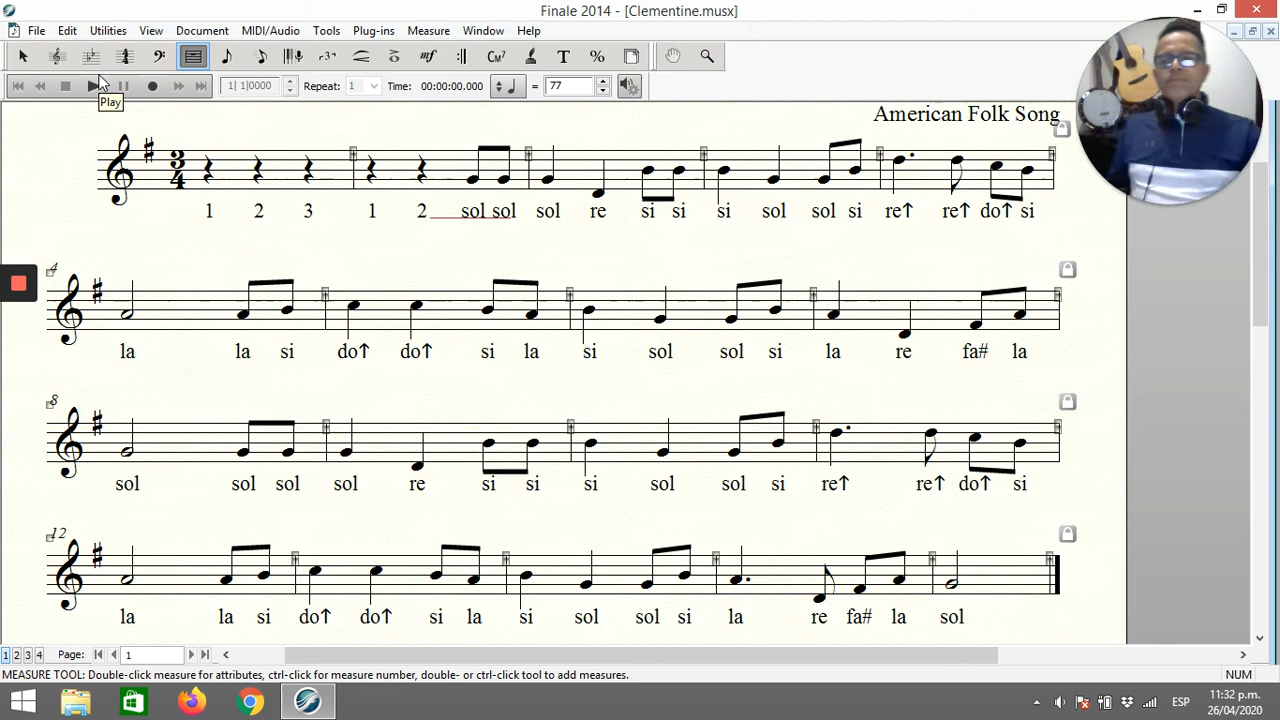 Finale 2014 - [Clementine.musx]
File Edit Utilities View Document MIDI/Audio Tools Plug-ins Measure Window Help
1| 1|0000 Repeat: 1 Time: 00:00:00.000 = 77
Play
American Folk Song
3
4
1 2 3 1 2 sol sol sol re si si si sol sol si re↑ re↑ do↑ si
4
la la si do↑ do↑ si la si sol sol si la re fa# la
8
sol sol sol sol re si si si sol sol si re↑ re↑ do↑ si
12
la la si do↑ do↑ si la si sol sol si la re fa# la sol
1 2 3 4 Page: 1
MEASURE TOOL: Double-click measure for attributes, ctrl-click for measure number, double- or ctrl-click tool to add measures. NUM
ESP 11:32 p.m.
26/04/2020